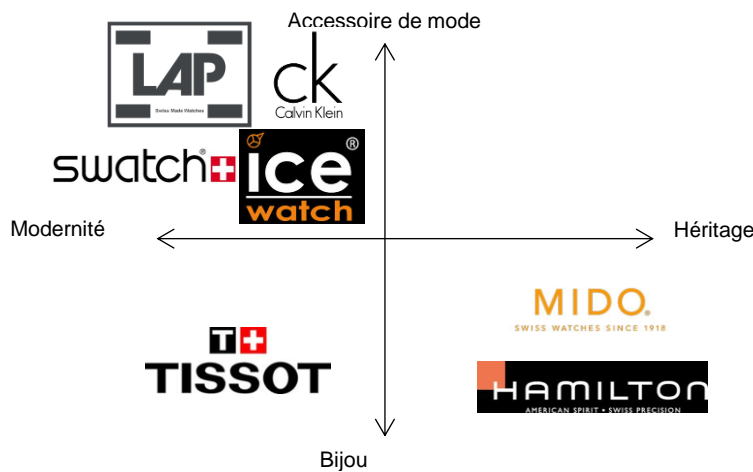 Accessoire de mode
LAP
Swiss Made Watches
ck
Calvin Klein
swatch®
ice®
watch
Modernité
Héritage
MIDO®
SWISS WATCHES SINCE 1918
T+
TISSOT
HAMILTON
AMERICAN SPIRIT • SWISS PRECISION
Bijou